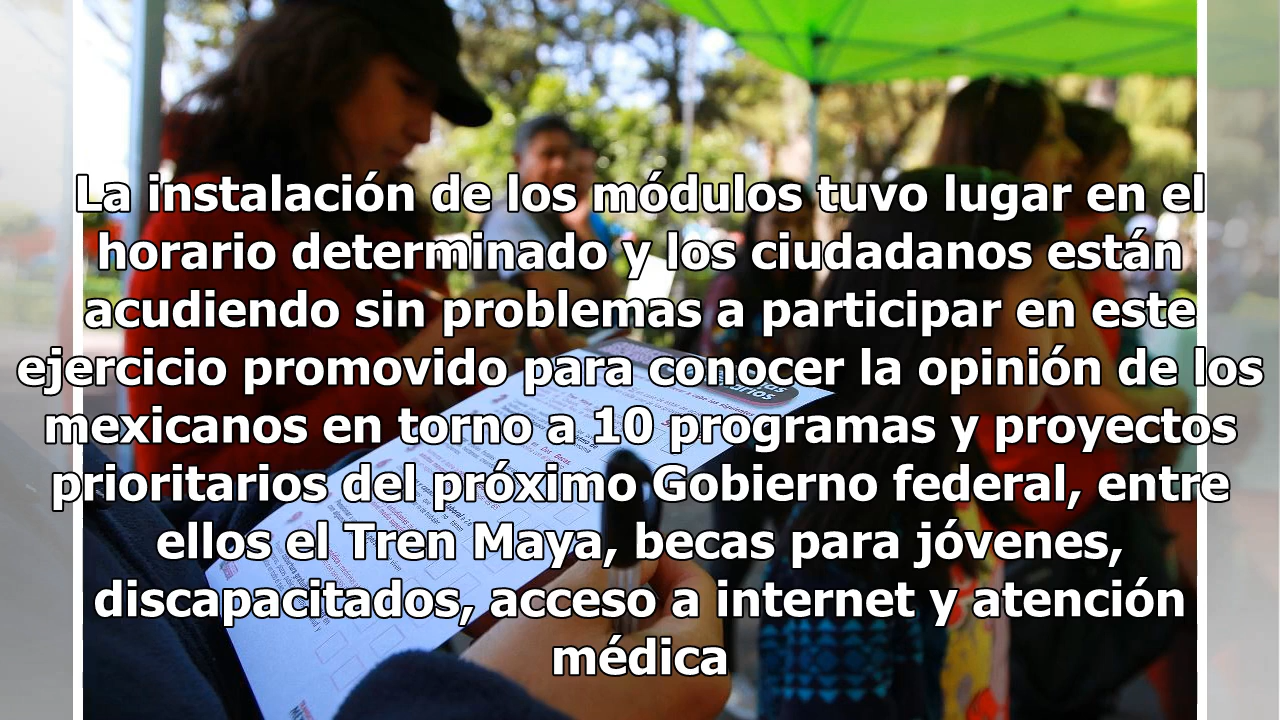 La instalación de los módulos tuvo lugar en el
horario determinado y los ciudadanos están
acudiendo sin problemas a participar en este
ejercicio promovido para conocer la opinión de los
mexicanos en torno a 10 programas y proyectos
prioritarios del próximo Gobierno federal, entre
ellos el Tren Maya, becas para jóvenes,
discapacitados, acceso a internet y atención
médica